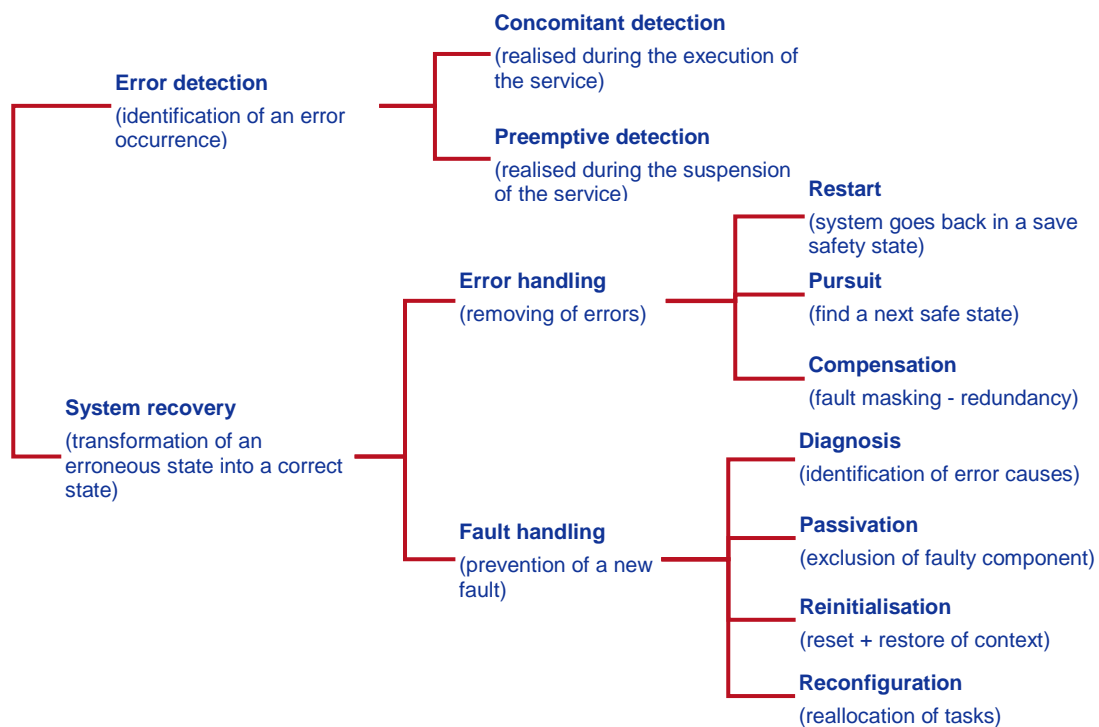 Concomitant detection
(realised during the execution of
the service)
Error detection
(identification of an error
occurrence)
Preemptive detection
(realised during the suspension
of the service)
Restart
(system goes back in a save
safety state)
Error handling
(removing of errors)
Pursuit
(find a next safe state)
Compensation
(fault masking - redundancy)
System recovery
(transformation of an
erroneous state into a correct
state)
Diagnosis
(identification of error causes)
Fault handling
(prevention of a new
fault)
Passivation
(exclusion of faulty component)
Reinitialisation
(reset + restore of context)
Reconfiguration
(reallocation of tasks)